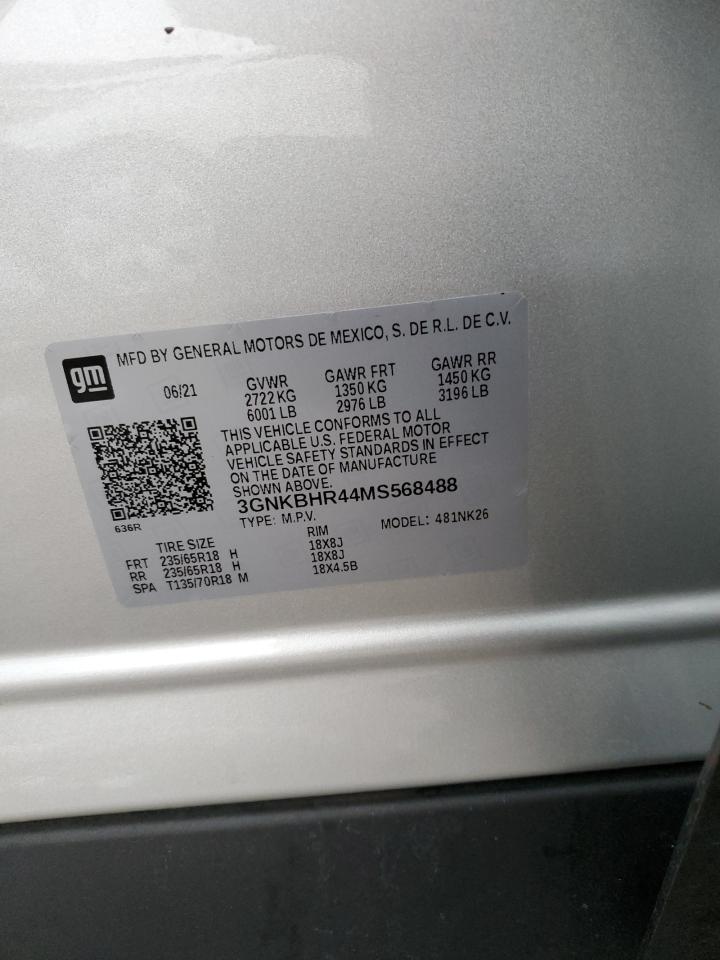 gm MFD BY GENERAL MOTORS DE MEXICO, S. DE R.L. DE C.V.
06/21 GVWR GAWR FRT GAWR RR
2722 KG 1350 KG 1450 KG
6001 LB 2976 LB 3196 LB
THIS VEHICLE CONFORMS TO ALL
APPLICABLE U.S. FEDERAL MOTOR
VEHICLE SAFETY STANDARDS IN EFFECT
ON THE DATE OF MANUFACTURE
SHOWN ABOVE.
3GNKBHR44MS568488
636R
TYPE: M.P.V. MODEL: 481NK26
TIRE SIZE RIM
FRT 235/65R18 H 18X8J
RR 235/65R18 H 18X8J
SPA T135/70R18 M 18X4.5B